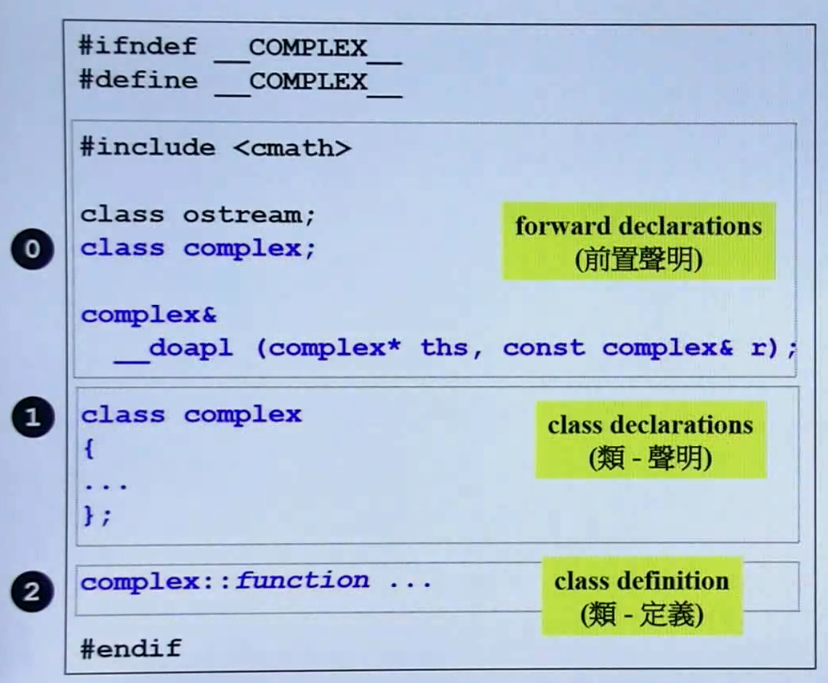 #ifndef __COMPLEX__
#define __COMPLEX__
#include <cmath>
class ostream;
class complex;
forward declarations
(前置聲明)
0
complex&
__doapl (complex* ths, const complex& r);
1
class complex
{
...
};
class declarations
(類 - 聲明)
2
complex::function ...
class definition
(類 - 定義)
#endif